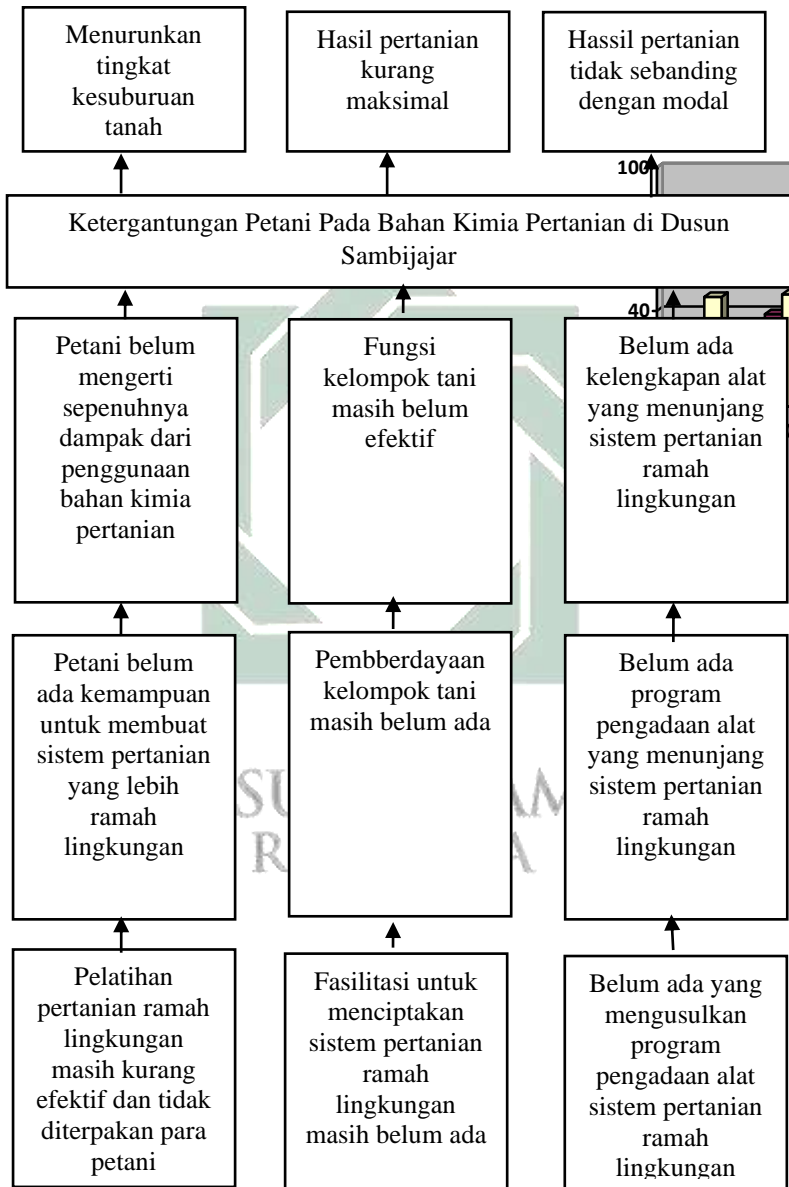 Menurunkan
tingkat
kesuburuan
tanah
Hasil pertanian
kurang
maksimal
Hassil pertanian
tidak sebanding
dengan modal
100
Ketergantungan Petani Pada Bahan Kimia Pertanian di Dusun
Sambijajar
40
Petani belum
mengerti
sepenuhnya
dampak dari
penggunaan
bahan kimia
pertanian
Fungsi
kelompok tani
masih belum
efektif
Belum ada
kelengkapan alat
yang menunjang
sistem pertanian
ramah
lingkungan
Petani belum
ada kemampuan
untuk membuat
sistem pertanian
yang lebih
ramah
lingkungan
Pembberdayaan
kelompok tani
masih belum ada
Belum ada
program
pengadaan alat
yang menunjang
sistem pertanian
ramah
lingkungan
Pelatihan
pertanian ramah
lingkungan
masih kurang
efektif dan tidak
diterpakan para
petani
Fasilitasi untuk
menciptakan
sistem pertanian
ramah
lingkungan
masih belum ada
Belum ada yang
mengusulkan
program
pengadaan alat
sistem pertanian
ramah
lingkungan